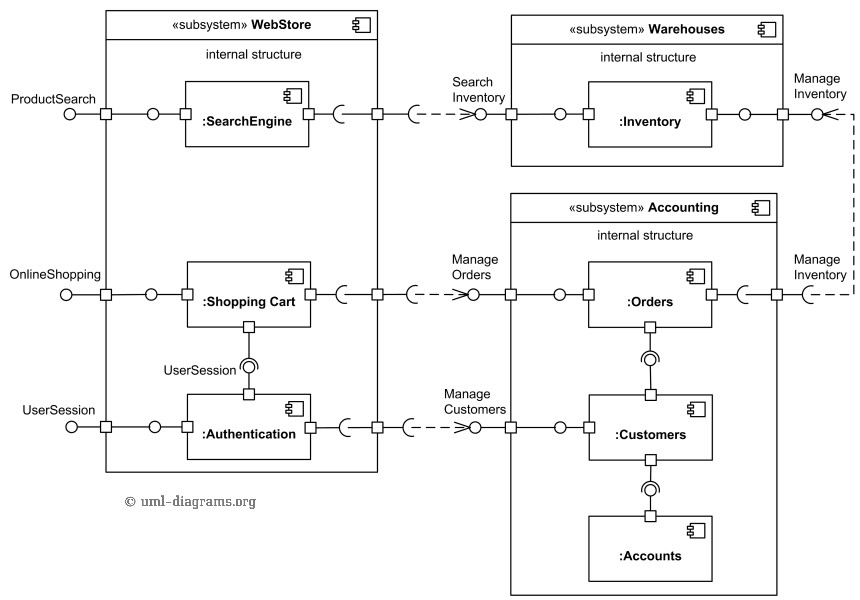 «subsystem» WebStore
internal structure
ProductSearch
:SearchEngine
OnlineShopping
:Shopping Cart
UserSession
UserSession
:Authentication
Search
Inventory
«subsystem» Warehouses
internal structure
:Inventory
Manage
Inventory
«subsystem» Accounting
internal structure
Manage
Orders
:Orders
Manage
Inventory
Manage
Customers
:Customers
:Accounts
© uml-diagrams.org